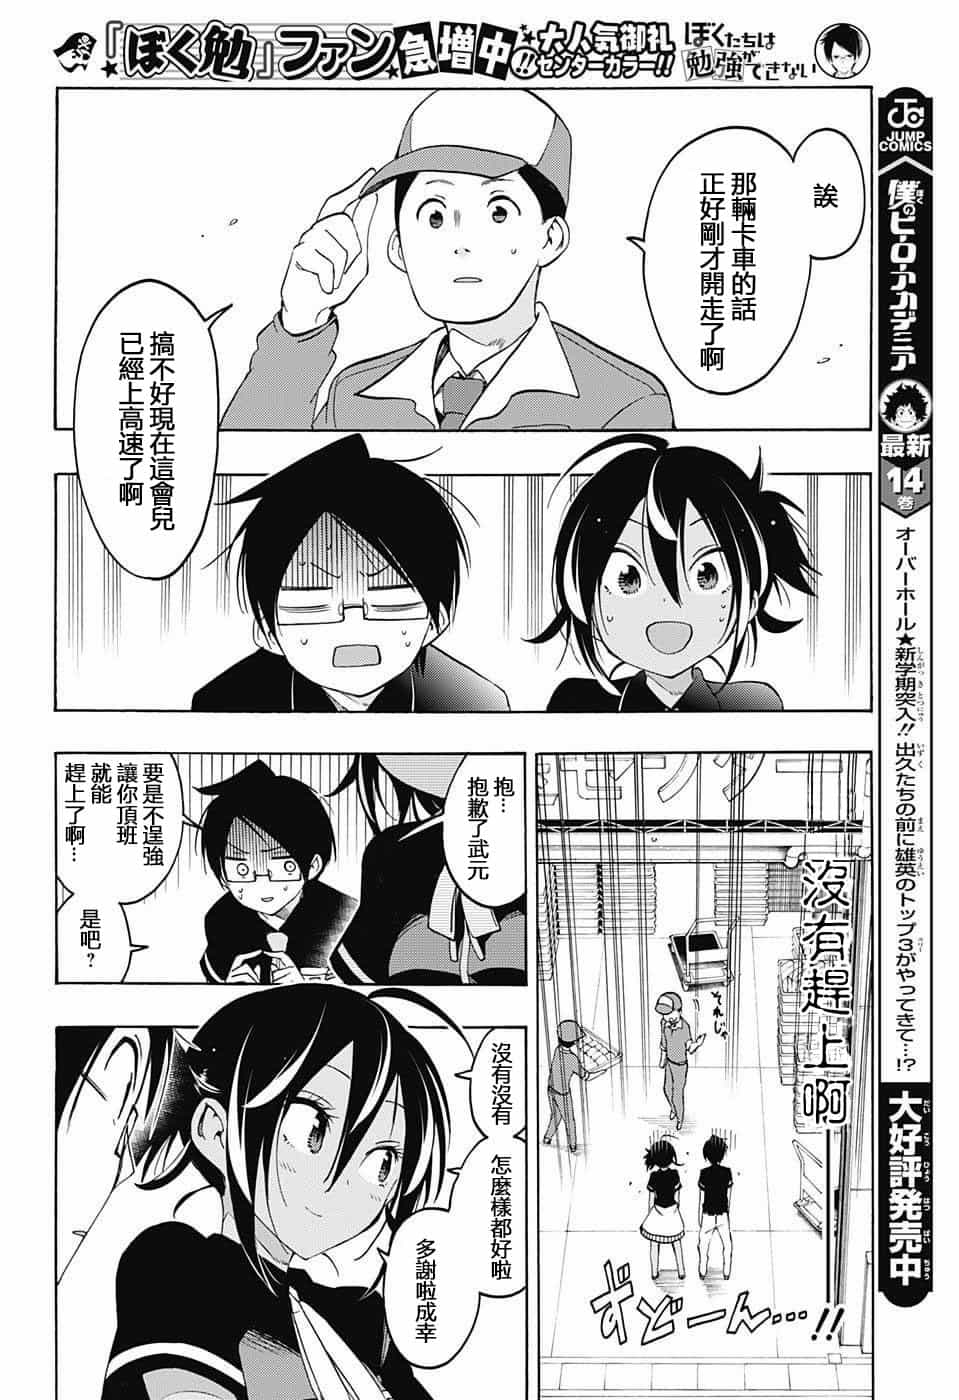 「ぼく勉」ファン急増中!!大人気御礼
センターカラー!!
ぼくたちは
勉強ができない
JC
JUMP
COMICS
僕のヒーローアカデミア
最新
14
巻
オーバーホール★新学期突入!! 出久たちの前に雄英のトップ3がやってきて…!?
大好評発売中
誒
那輛卡車的話
正好剛才開走了啊
搞不好現在這會兒
已經上高速了啊
沒有趕上啊
それじゃ
ずどーん…!!
抱…
抱歉了武元
要是不逞強
讓你頂班
就能
趕上了啊…
是吧?
沒有沒有
怎麼樣都好啦
多謝啦成幸